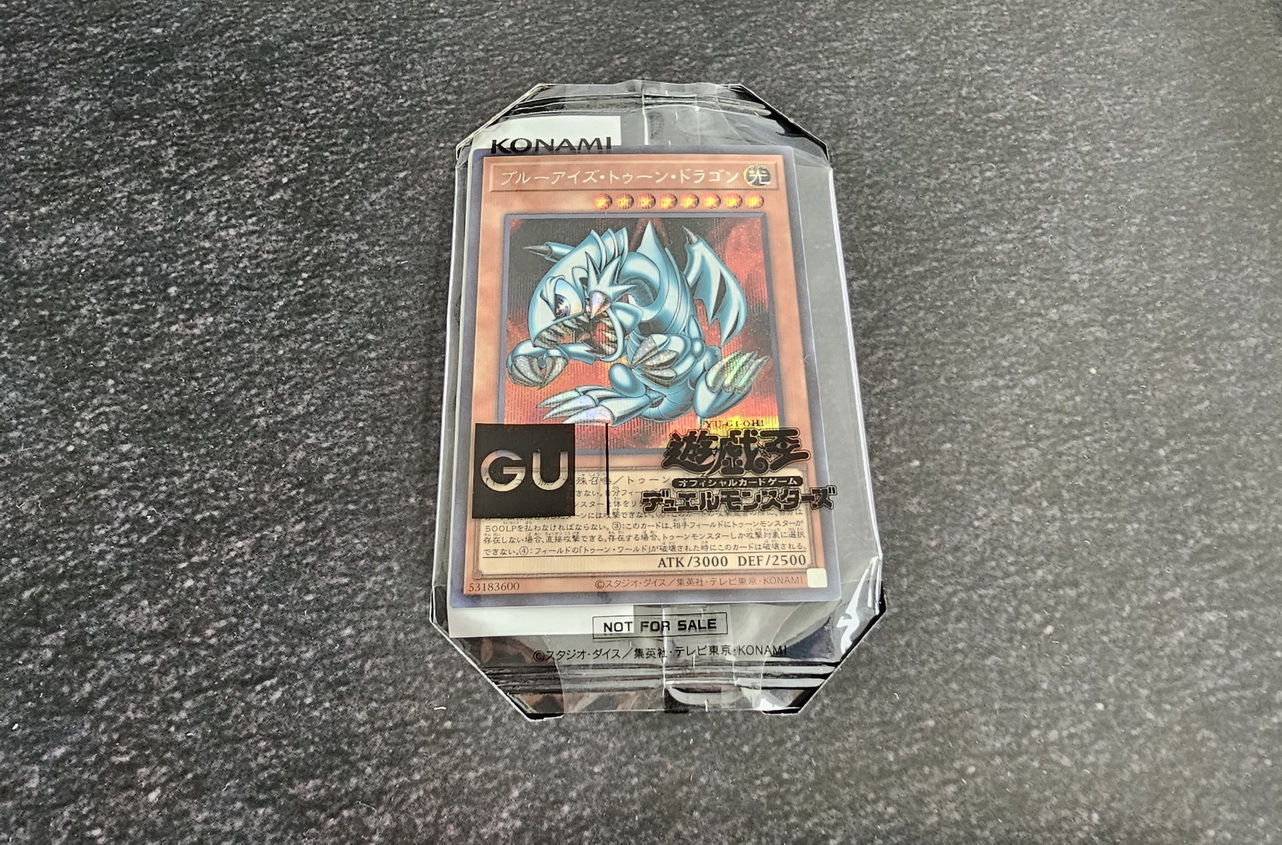 KONAMI
ブルーアイズ・トゥーン・ドラゴン 光
YU-GI-OH!
遊戯王
オフィシャルカードゲーム
デュエルモンスターズ
GU
殊召喚/トゥーン
500LPを払わなければならない。③:このカードは、相手フィールドにトゥーンモンスターが
存在しない場合、直接攻撃できる。存在する場合、トゥーンモンスターしか攻撃対象に選択
できない。④:フィールドの「トゥーン・ワールド」が破壊された時にこのカードは破壊される。
ATK/3000 DEF/2500
53183600
©スタジオ・ダイス/集英社・テレビ東京・KONAMI
NOT FOR SALE
©スタジオ・ダイス/集英社・テレビ東京・KONAMI